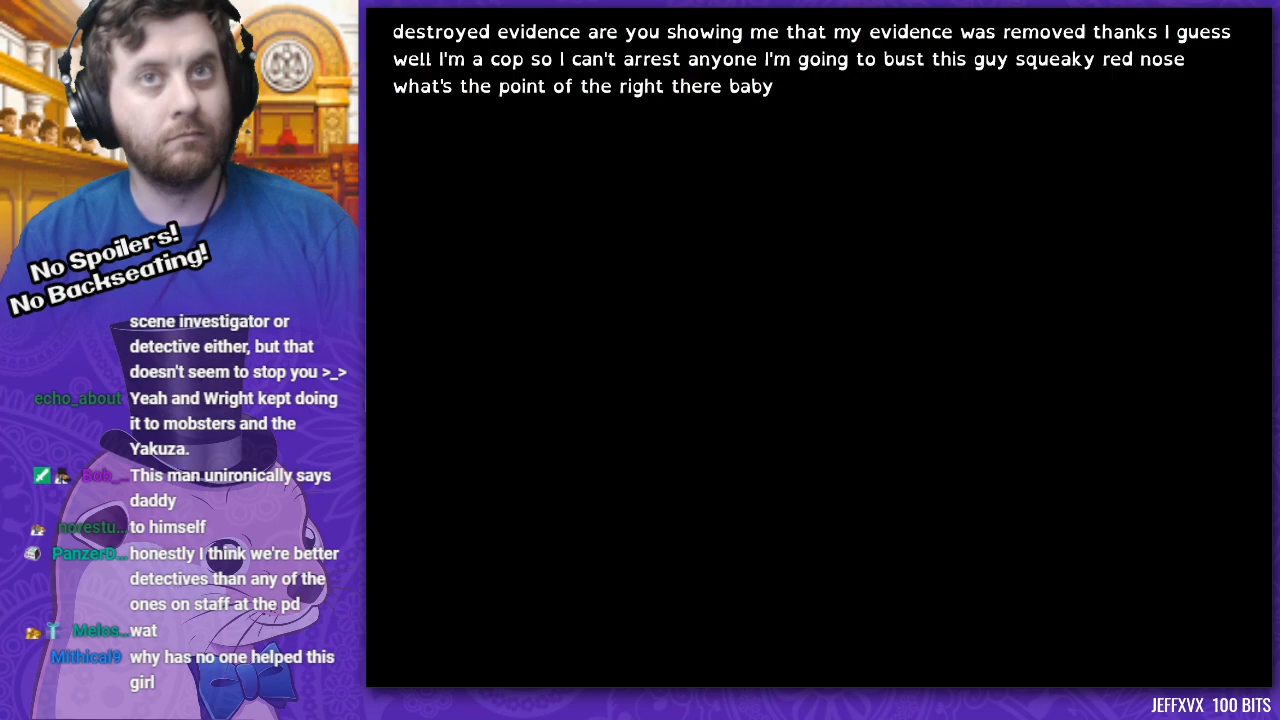 destroyed evidence are you showing me that my evidence was removed thanks I guess
well I'm a cop so I can't arrest anyone I'm going to bust this guy squeaky red nose
what's the point of the right there baby
No Spoilers!
No Backseating!
scene investigator or
detective either, but that
doesn't seem to stop you >_>
echo_about Yeah and Wright kept doing
it to mobsters and the
Yakuza.
Bob_... This man unironically says
daddy
norestu... to himself
PanzerD... honestly I think we're better
detectives than any of the
ones on staff at the pd
Melos... wat
Mithical9 why has no one helped this
girl
JEFFXVX 100 BITS